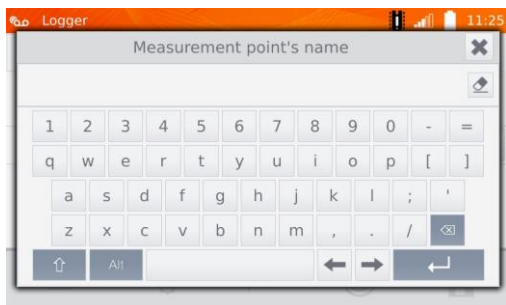 Logger 11:25
Measurement point's name
1 2 3 4 5 6 7 8 9 0 - =
q w e r t y u i o p [ ]
a s d f g h j k l ; '
z x c v b n m , . /
Alt